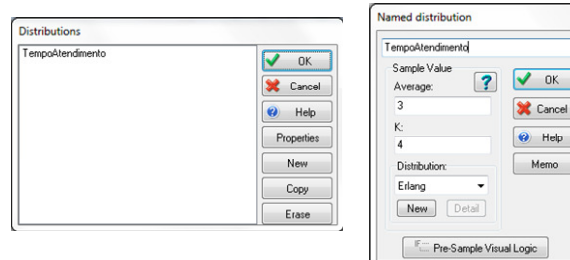 Distributions
TempoAtendimento
OK
Cancel
Help
Properties
New
Copy
Erase
Named distribution
TempoAtendimento
Sample Value
Average:
?
3
K:
4
Distribution:
Erlang
New
Detail
OK
Cancel
Help
Memo
Pre-Sample Visual Logic